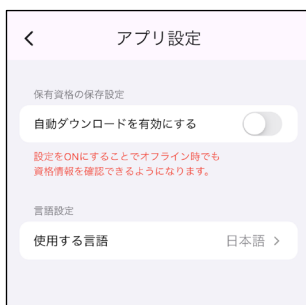 アプリ設定
保有資格の保存設定
自動ダウンロードを有効にする
設定をONにすることでオフライン時でも
資格情報を確認できるようになります。
言語設定
使用する言語 日本語